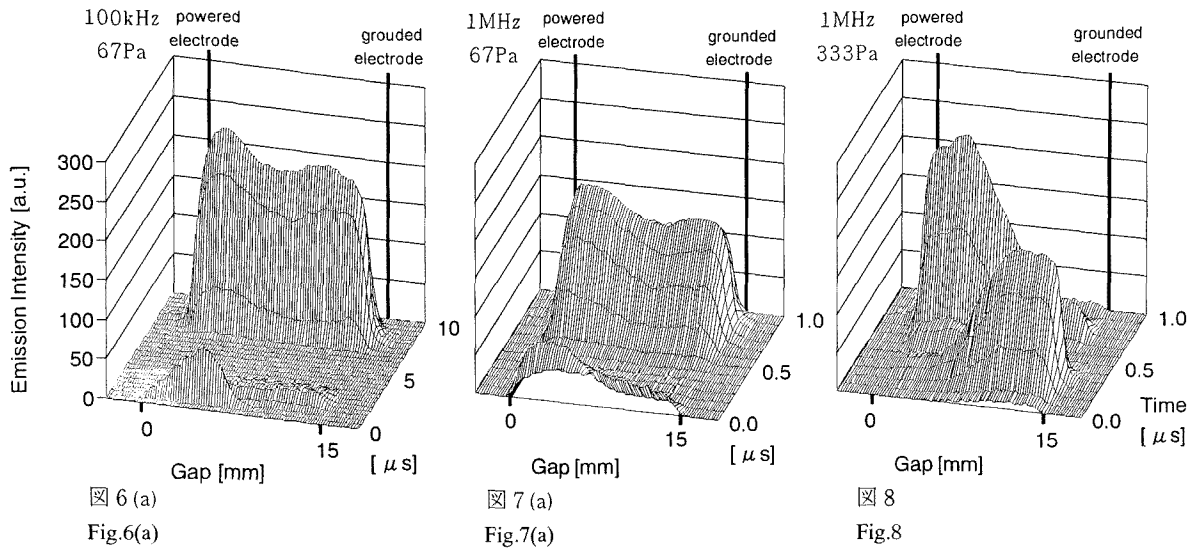 100kHz
67Pa
powered
electrode
grouded
electrode
Emission Intensity [a.u.]
300
250
200
150
100
50
0
0
15
Gap [mm]
0
5
10
[μs]
図 6 (a)
Fig.6(a)
1MHz
67Pa
powered
electrode
grounded
electrode
0
15
Gap [mm]
0.0
0.5
1.0
[μs]
図 7 (a)
Fig.7(a)
1MHz
333Pa
powered
electrode
grounded
electrode
0
15
Gap [mm]
0.0
0.5
1.0
Time
[μs]
図 8
Fig.8